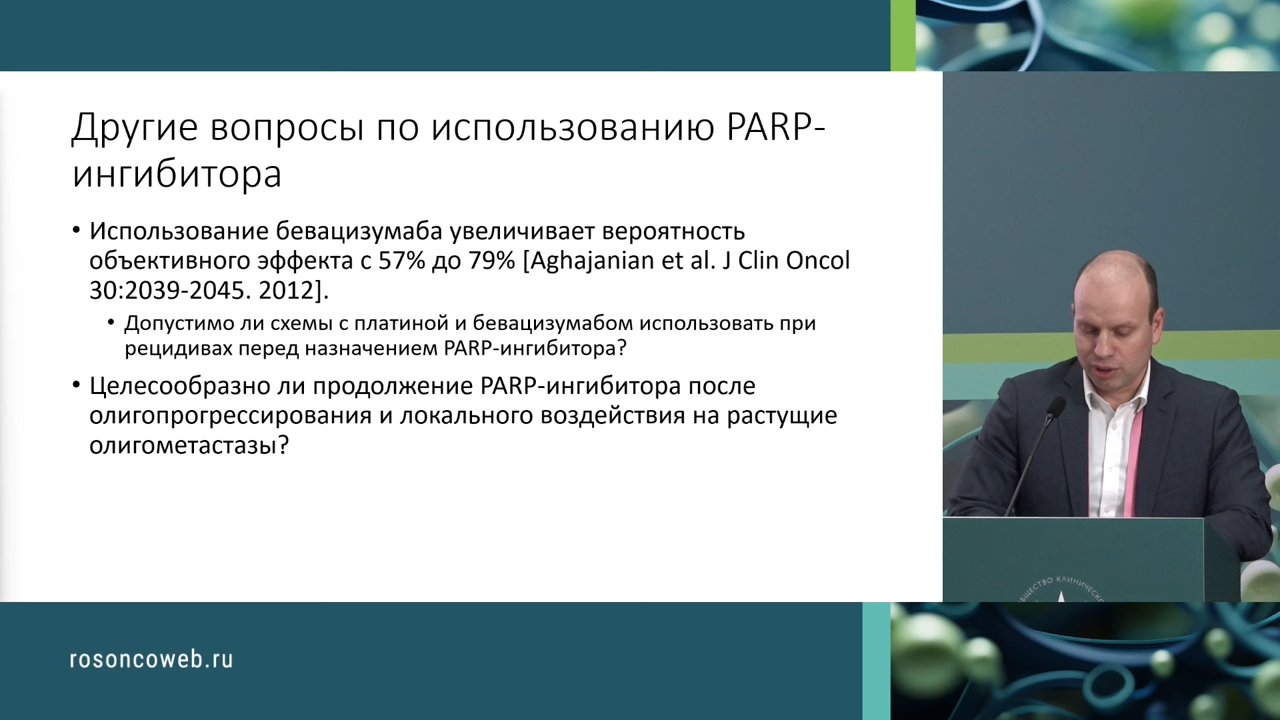 Другие вопросы по использованию PARP-
ингибитора
• Использование бевацизумаба увеличивает вероятность
объективного эффекта с 57% до 79% [Aghajanian et al. J Clin Oncol
30:2039-2045. 2012].
• Допустимо ли схемы с платиной и бевацизумабом использовать при
рецидивах перед назначением PARP-ингибитора?
• Целесообразно ли продолжение PARP-ингибитора после
олигопрогрессирования и локального воздействия на растущие
олигометастазы?
rosoncoweb.ru